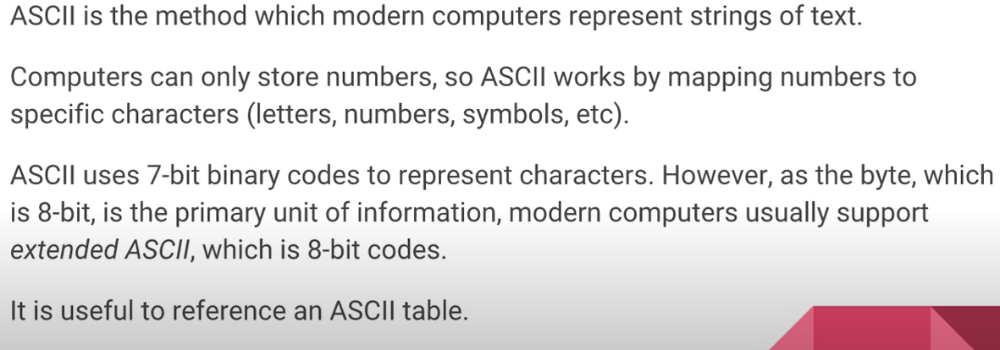 ASCII is the method which modern computers represent strings of text.
Computers can only store numbers, so ASCII works by mapping numbers to
specific characters (letters, numbers, symbols, etc).
ASCII uses 7-bit binary codes to represent characters. However, as the byte, which
is 8-bit, is the primary unit of information, modern computers usually support
extended ASCII, which is 8-bit codes.
It is useful to reference an ASCII table.